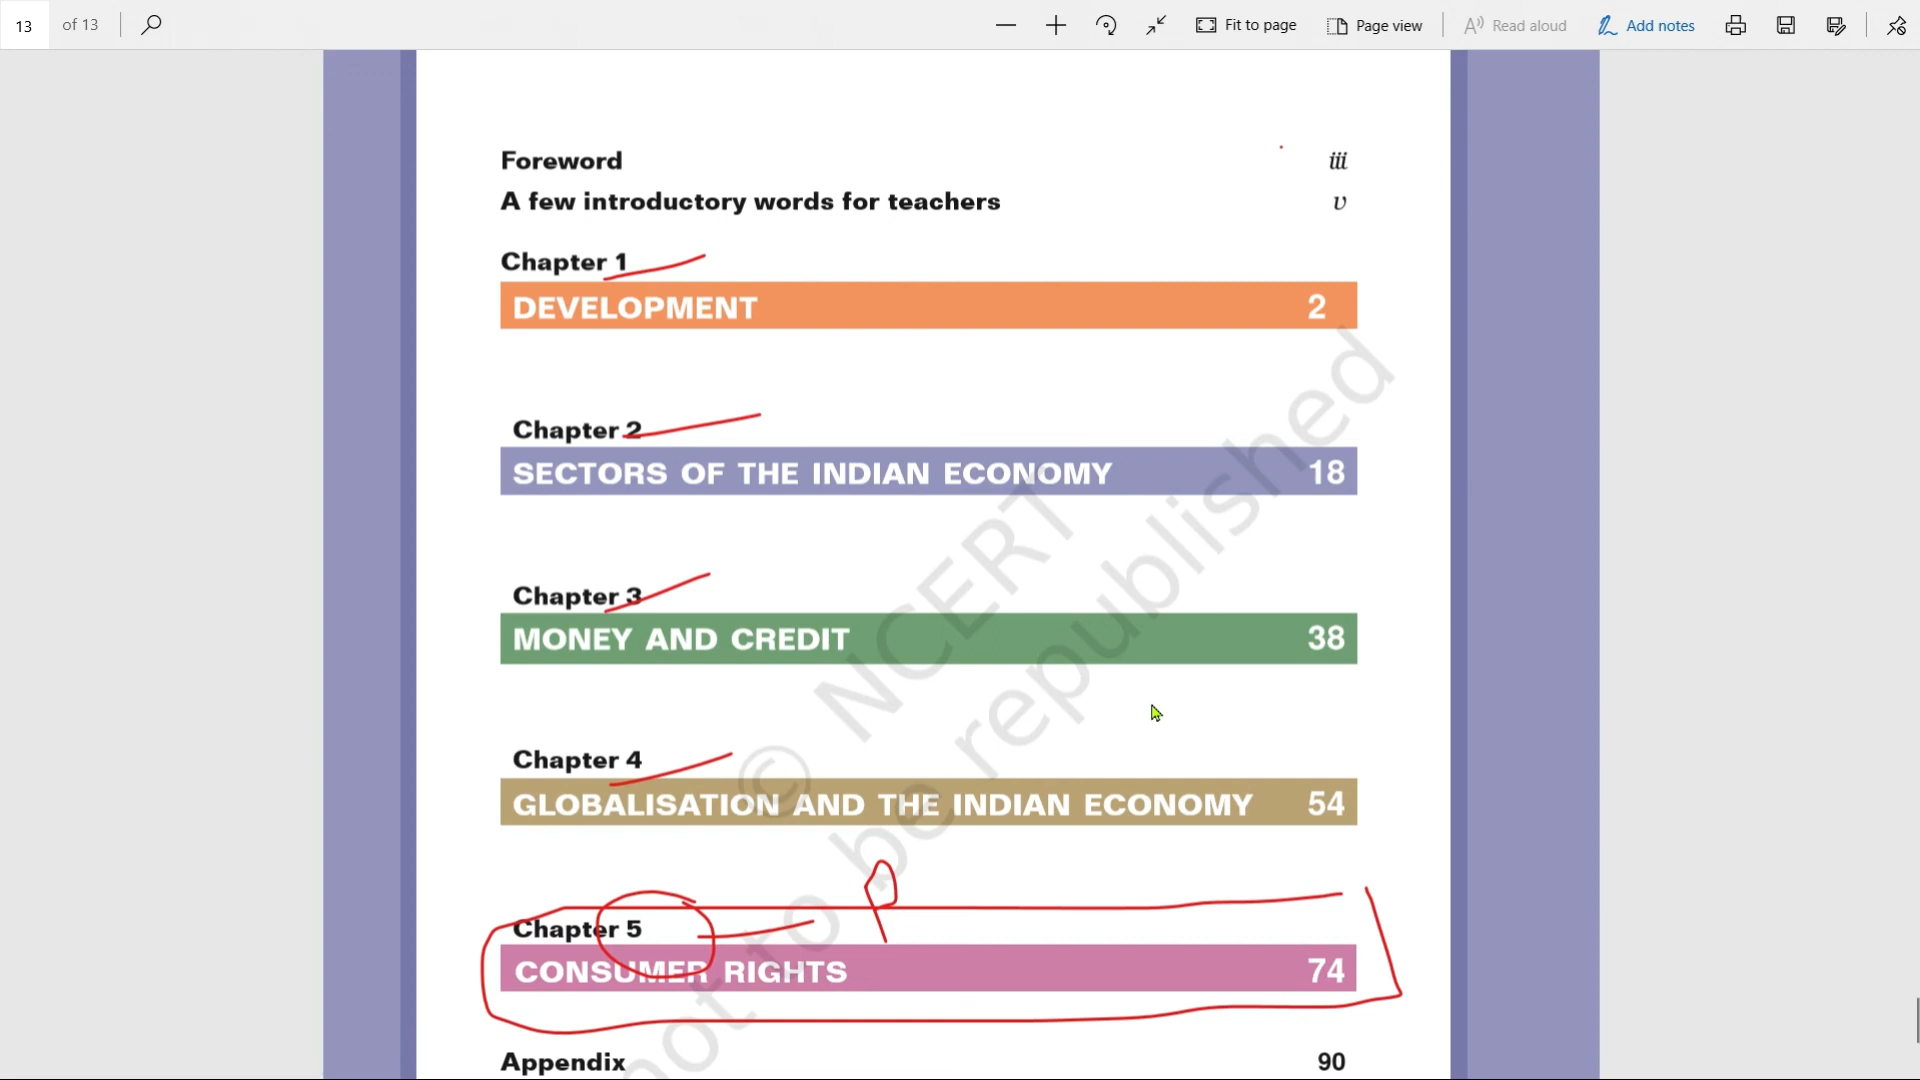 13 of 13 Fit to page Page view Read aloud Add notes
Foreword iii
A few introductory words for teachers v
Chapter 1
DEVELOPMENT 2
Chapter 2
SECTORS OF THE INDIAN ECONOMY 18
Chapter 3
MONEY AND CREDIT 38
Chapter 4
GLOBALISATION AND THE INDIAN ECONOMY 54
Chapter 5
CONSUMER RIGHTS 74
Appendix 90
© NCERT
not to be republished